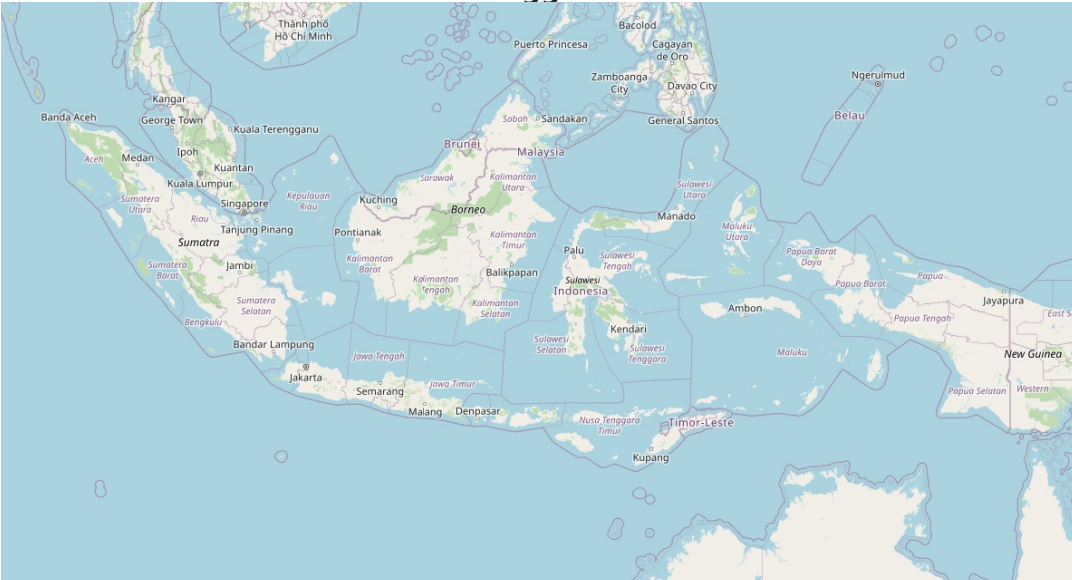 Thành phố
Hồ Chí Minh
Bacolod
Puerto Princesa
Cagayan
de Oro
Zamboanga
City
Davao City
Ngerulmud
Kangar
Banda Aceh
George Town
Kuala Terengganu
Sabah
Sandakan
General Santos
Belau
Ipoh
Brunei
Malaysia
Aceh
Medan
Kuantan
Kuala Lumpur
Sarawak
Kalimantan
Utara
Sulawesi
Utara
Sumatera
Utara
Kepulauan
Riau
Singapore
Kuching
Borneo
Riau
Tanjung Pinang
Pontianak
Manado
Maluku
Utara
Sumatra
Kalimantan
Timur
Palu
Papua Barat
Daya
Sumatera
Barat
Jambi
Kalimantan
Barat
Balikpapan
Sulawesi
Tengah
Sulawesi
Indonesia
Papua Barat
Papua
Kalimantan
Tengah
Sumatera
Selatan
Kalimantan
Selatan
Ambon
Jayapura
Bengkulu
Papua Tengah
East S
Kendari
Bandar Lampung
Jawa Tengah
Sulawesi
Selatan
Sulawesi
Tenggara
Maluku
New Guinea
Jakarta
Semarang
Jawa Timur
Papua Selatan
Western
Malang
Denpasar
Nusa Tenggara
Timur
Timor-Leste
Kupang